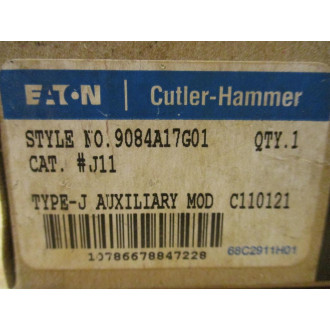 EATON | Cutler-Hammer
STYLE NO.9084A17G01 QTY.1
CAT. #J11
TYPE-J AUXILIARY MOD C110121
10786678847228
68C2911H01